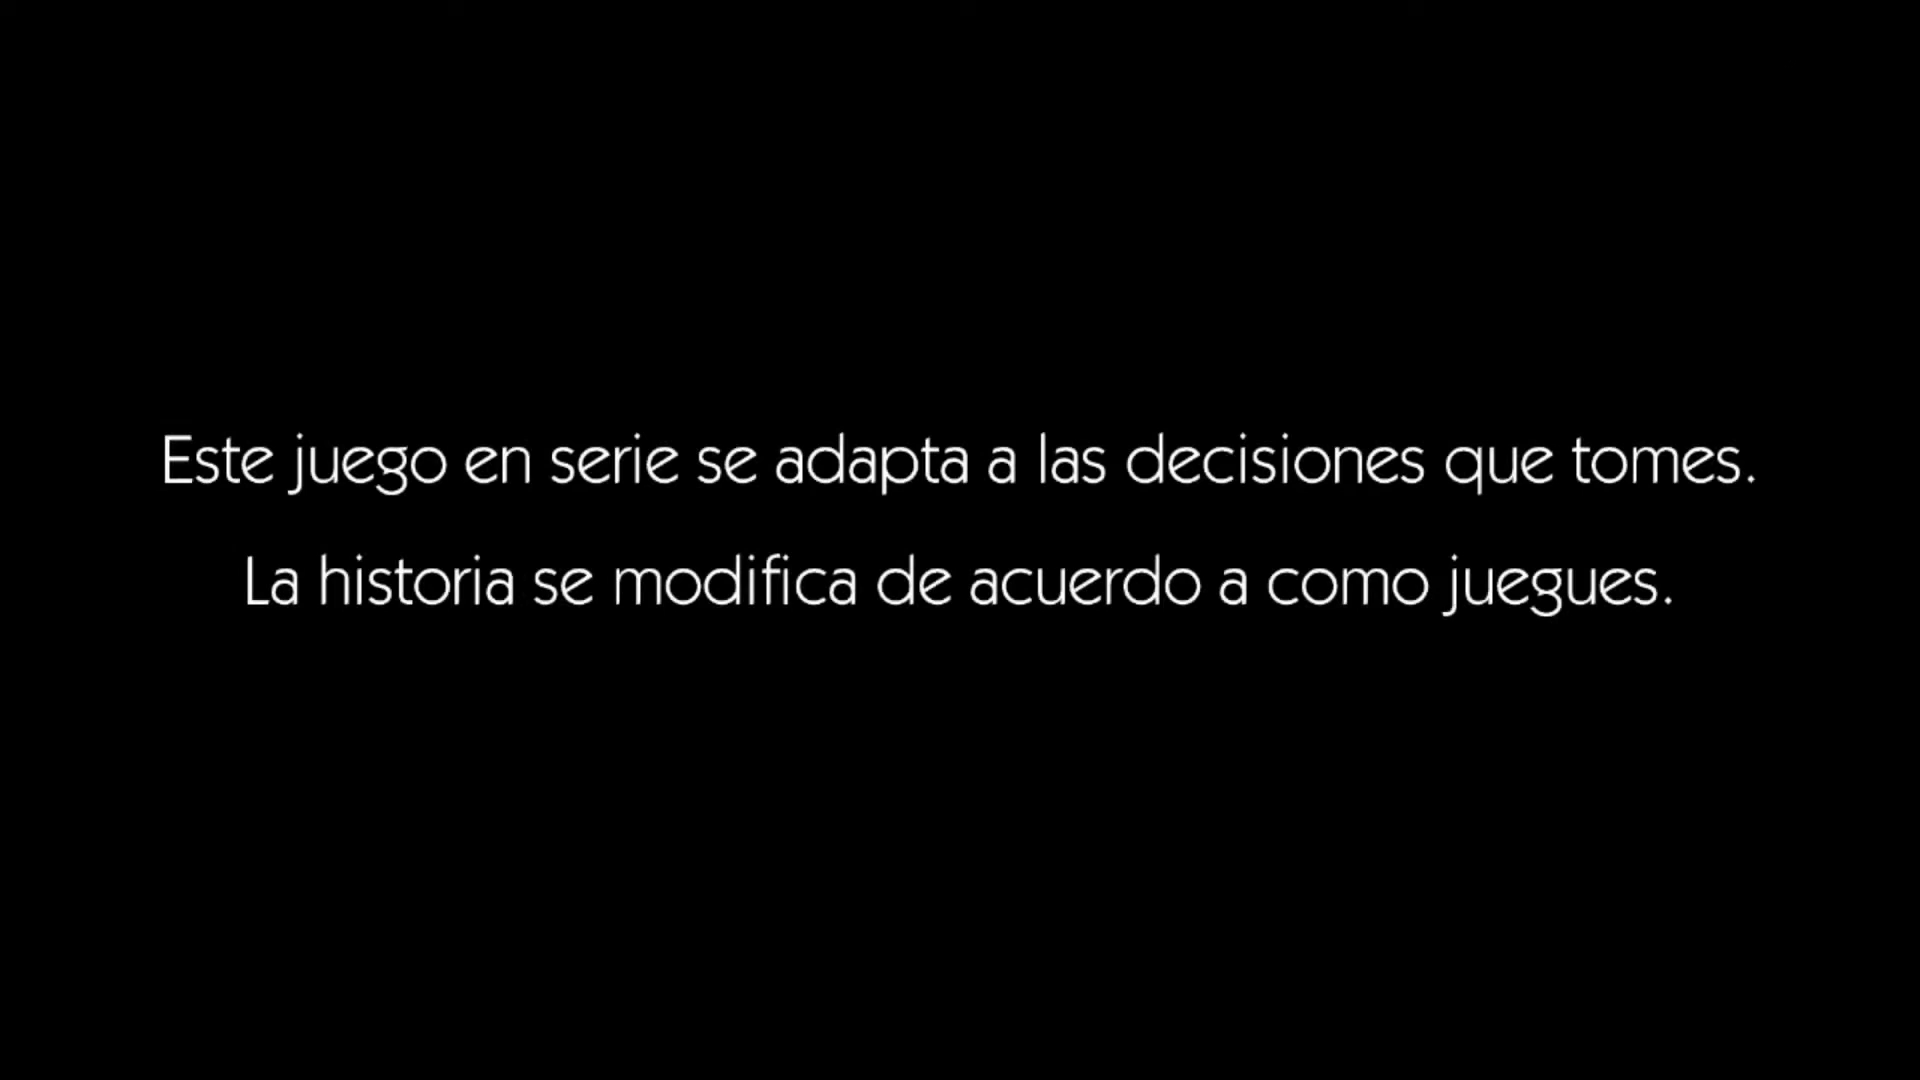 Este juego en serie se adapta a las decisiones que tomes.
La historia se modifica de acuerdo a como juegues.